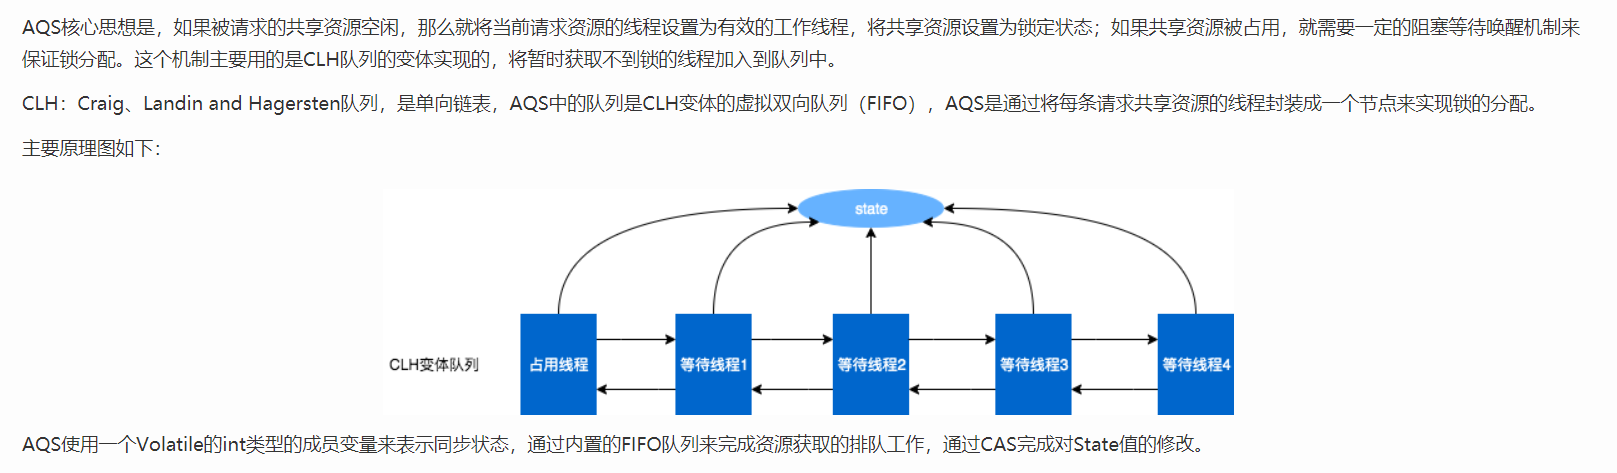 AQS核心思想是，如果被请求的共享资源空闲，那么就将当前请求资源的线程设置为有效的工作线程，将共享资源设置为锁定状态；如果共享资源被占用，就需要一定的阻塞等待唤醒机制来
保证锁分配。这个机制主要用的是CLH队列的变体实现的，将暂时获取不到锁的线程加入到队列中。
CLH：Craig、Landin and Hagersten队列，是单向链表，AQS中的队列是CLH变体的虚拟双向队列（FIFO），AQS是通过将每条请求共享资源的线程封装成一个节点来实现锁的分配。
主要原理图如下：
state
CLH变体队列 占用线程 等待线程1 等待线程2 等待线程3 等待线程4
AQS使用一个Volatile的int类型的成员变量来表示同步状态，通过内置的FIFO队列来完成资源获取的排队工作，通过CAS完成对State值的修改。